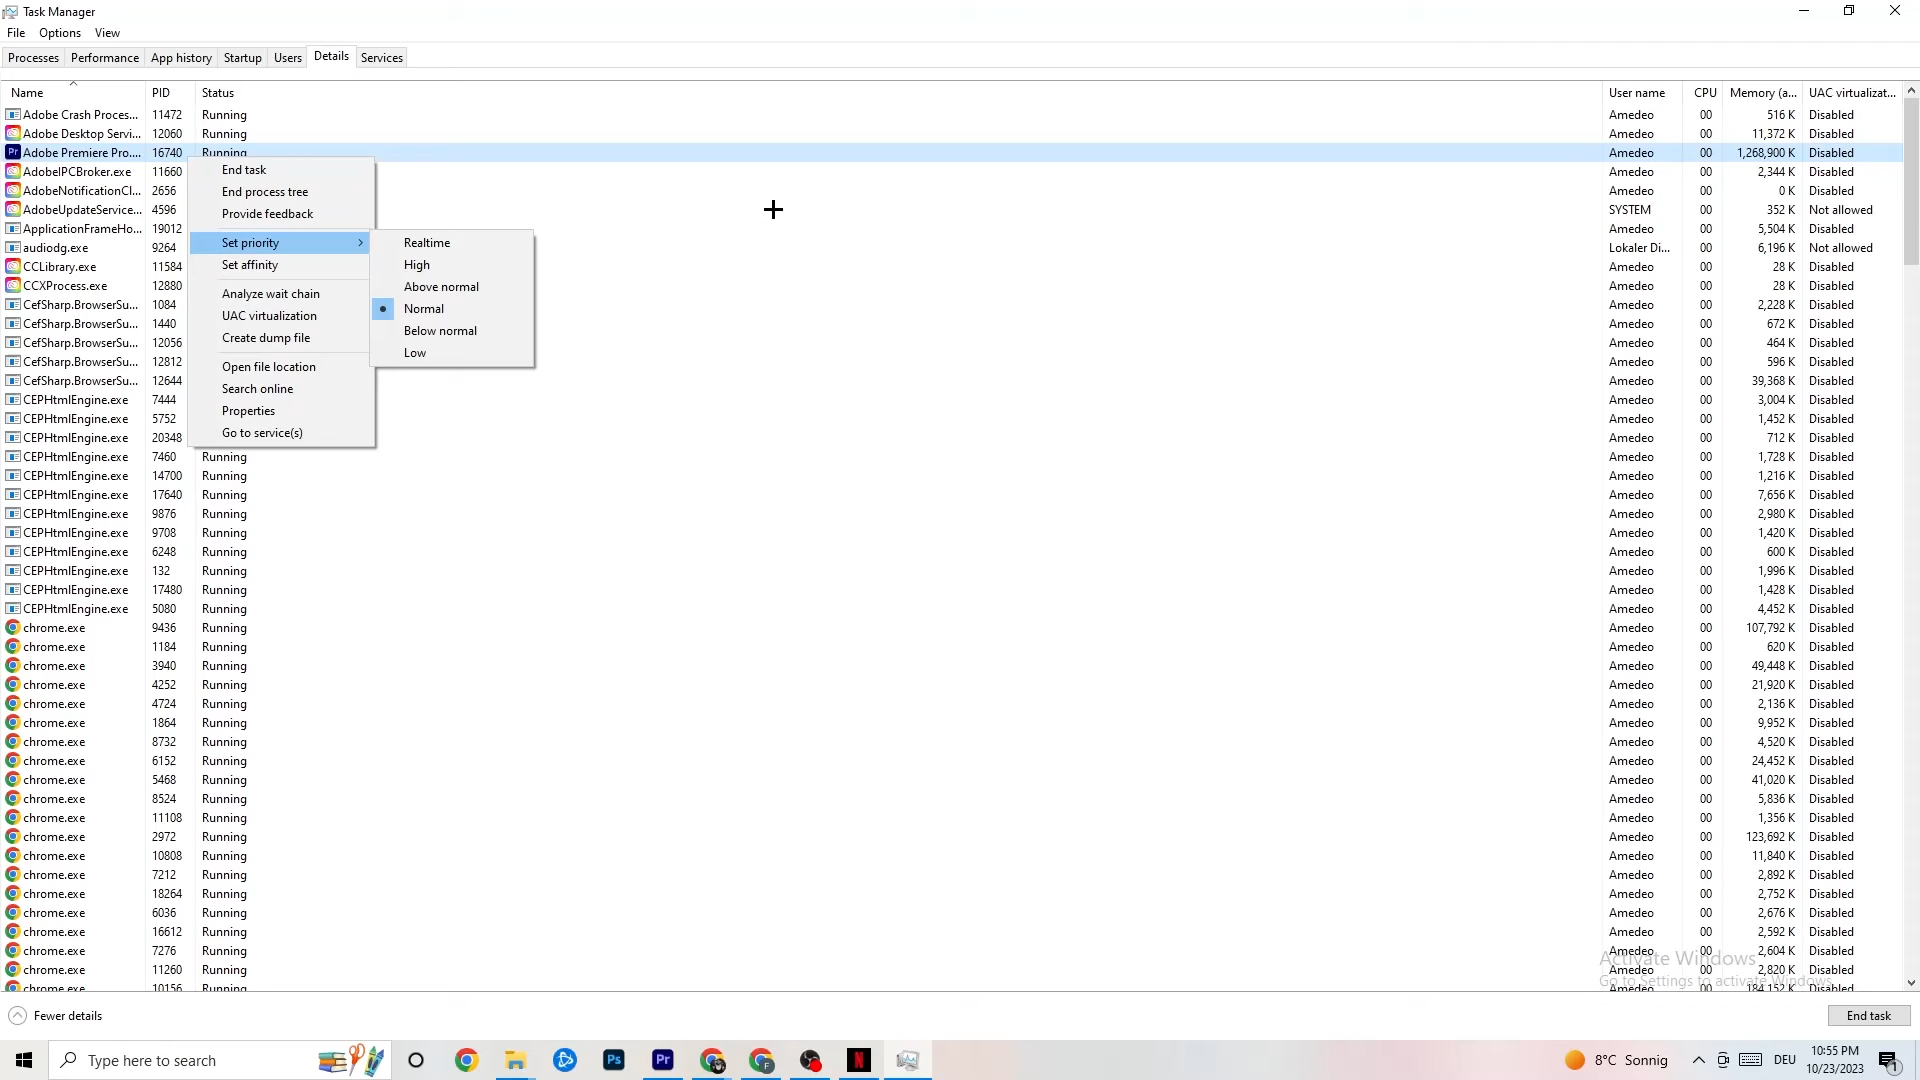 Task Manager
File Options View
Processes Performance App history Startup Users Details Services
Name PID Status User name CPU Memory (a... UAC virtualizat...
Adobe Crash Proces... 11472 Running Amedeo 00 516 K Disabled
Adobe Desktop Servi... 12060 Running Amedeo 00 11,372 K Disabled
Adobe Premiere Pro.... 16740 Running Amedeo 00 1,268,900 K Disabled
AdobeIPCBroker.exe 11660 End task Amedeo 00 2,344 K Disabled
AdobeNotificationCl... 2656 End process tree Amedeo 00 0 K Disabled
AdobeUpdateService... 4596 Provide feedback SYSTEM 00 352 K Not allowed
ApplicationFrameHo... 19012 Amedeo 00 5,504 K Disabled
audiodg.exe 9264 Set priority Realtime Lokaler Di... 00 6,196 K Not allowed
CCLibrary.exe 11584 Set affinity High Amedeo 00 28 K Disabled
CCXProcess.exe 12880 Analyze wait chain Above normal Amedeo 00 28 K Disabled
CefSharp.BrowserSu... 1084 UAC virtualization Normal Amedeo 00 2,228 K Disabled
CefSharp.BrowserSu... 1440 Create dump file Below normal Amedeo 00 672 K Disabled
CefSharp.BrowserSu... 12056 Low Amedeo 00 464 K Disabled
CefSharp.BrowserSu... 12812 Open file location Amedeo 00 596 K Disabled
CefSharp.BrowserSu... 12644 Search online Amedeo 00 39,368 K Disabled
CEPHtmlEngine.exe 7444 Properties Amedeo 00 3,004 K Disabled
CEPHtmlEngine.exe 5752 Go to service(s) Amedeo 00 1,452 K Disabled
CEPHtmlEngine.exe 20348 Amedeo 00 712 K Disabled
CEPHtmlEngine.exe 7460 Running Amedeo 00 1,728 K Disabled
CEPHtmlEngine.exe 14700 Running Amedeo 00 1,216 K Disabled
CEPHtmlEngine.exe 17640 Running Amedeo 00 7,656 K Disabled
CEPHtmlEngine.exe 9876 Running Amedeo 00 2,980 K Disabled
CEPHtmlEngine.exe 9708 Running Amedeo 00 1,420 K Disabled
CEPHtmlEngine.exe 6248 Running Amedeo 00 600 K Disabled
CEPHtmlEngine.exe 132 Running Amedeo 00 1,996 K Disabled
CEPHtmlEngine.exe 17480 Running Amedeo 00 1,428 K Disabled
CEPHtmlEngine.exe 5080 Running Amedeo 00 4,452 K Disabled
chrome.exe 9436 Running Amedeo 00 107,792 K Disabled
chrome.exe 1184 Running Amedeo 00 620 K Disabled
chrome.exe 3940 Running Amedeo 00 49,448 K Disabled
chrome.exe 4252 Running Amedeo 00 21,920 K Disabled
chrome.exe 4724 Running Amedeo 00 2,136 K Disabled
chrome.exe 1864 Running Amedeo 00 9,952 K Disabled
chrome.exe 8732 Running Amedeo 00 4,520 K Disabled
chrome.exe 6152 Running Amedeo 00 24,452 K Disabled
chrome.exe 5468 Running Amedeo 00 41,020 K Disabled
chrome.exe 8524 Running Amedeo 00 5,836 K Disabled
chrome.exe 11108 Running Amedeo 00 1,356 K Disabled
chrome.exe 2972 Running Amedeo 00 123,692 K Disabled
chrome.exe 10808 Running Amedeo 00 11,840 K Disabled
chrome.exe 7212 Running Amedeo 00 2,892 K Disabled
chrome.exe 18264 Running Amedeo 00 2,752 K Disabled
chrome.exe 6036 Running Amedeo 00 2,676 K Disabled
chrome.exe 16612 Running Amedeo 00 2,592 K Disabled
chrome.exe 7276 Running Amedeo 00 2,604 K Disabled
Activate Windows
chrome.exe 11260 Running Amedeo 00 2,820 K Disabled
Go to Settings to activate Windows.
chrome.exe 10156 Running Amedeo 00 184,152 K Disabled
Fewer details End task
Type here to search Ps Pr F N 8°C Sonnig DEU 10:55 PM
10/23/2023 1